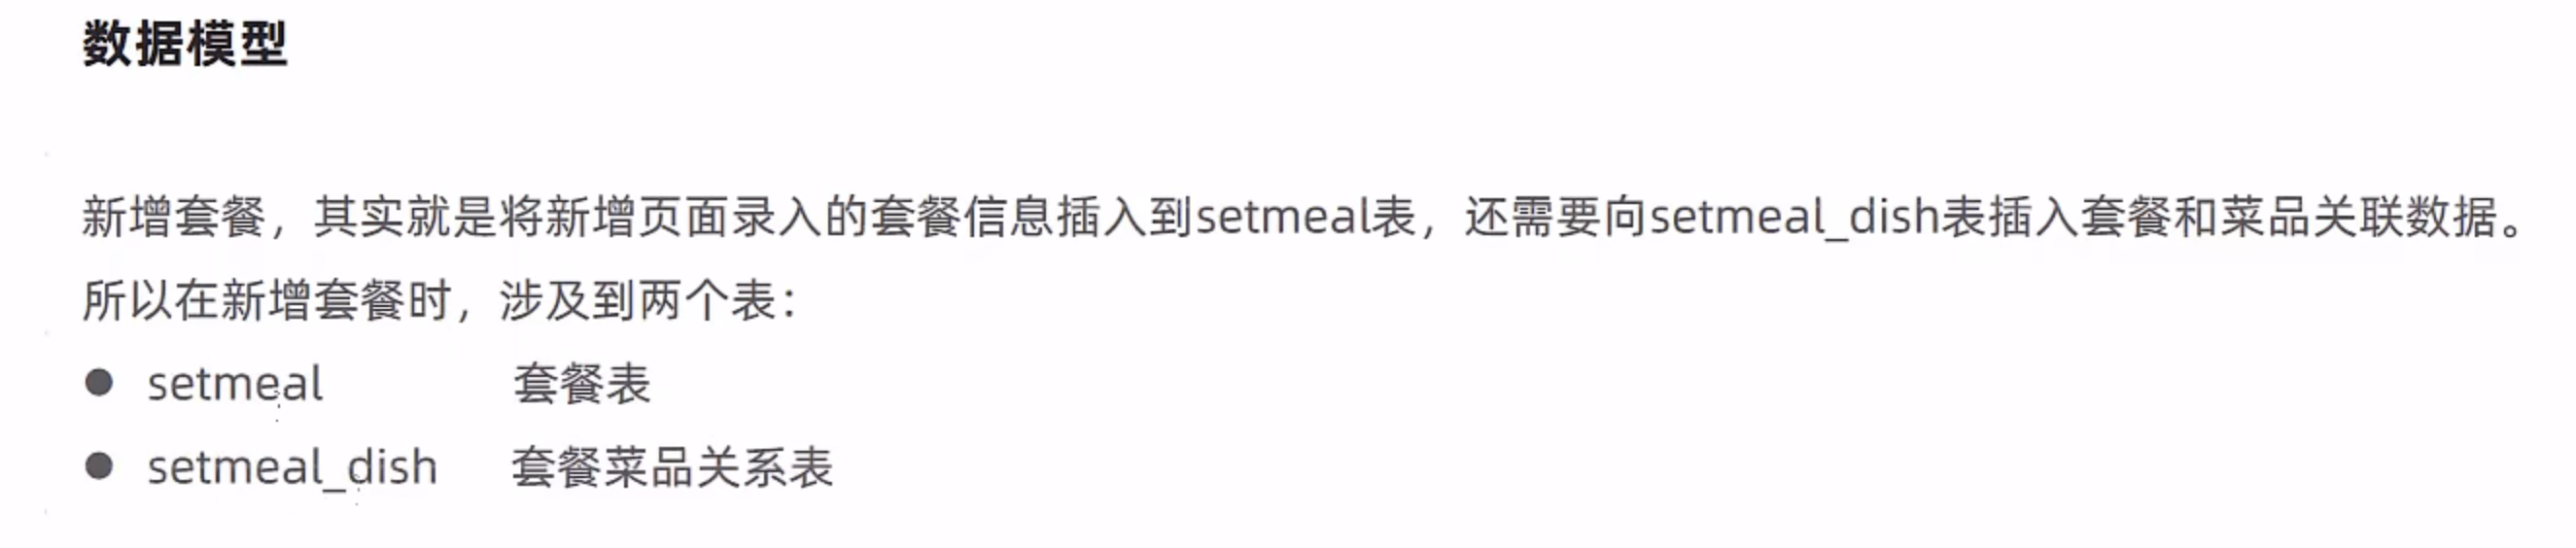 数据模型
新增套餐，其实就是将新增页面录入的套餐信息插入到setmeal表，还需要向setmeal_dish表插入套餐和菜品关联数据。
所以在新增套餐时，涉及到两个表：
● setmeal 套餐表
● setmeal_dish 套餐菜品关系表